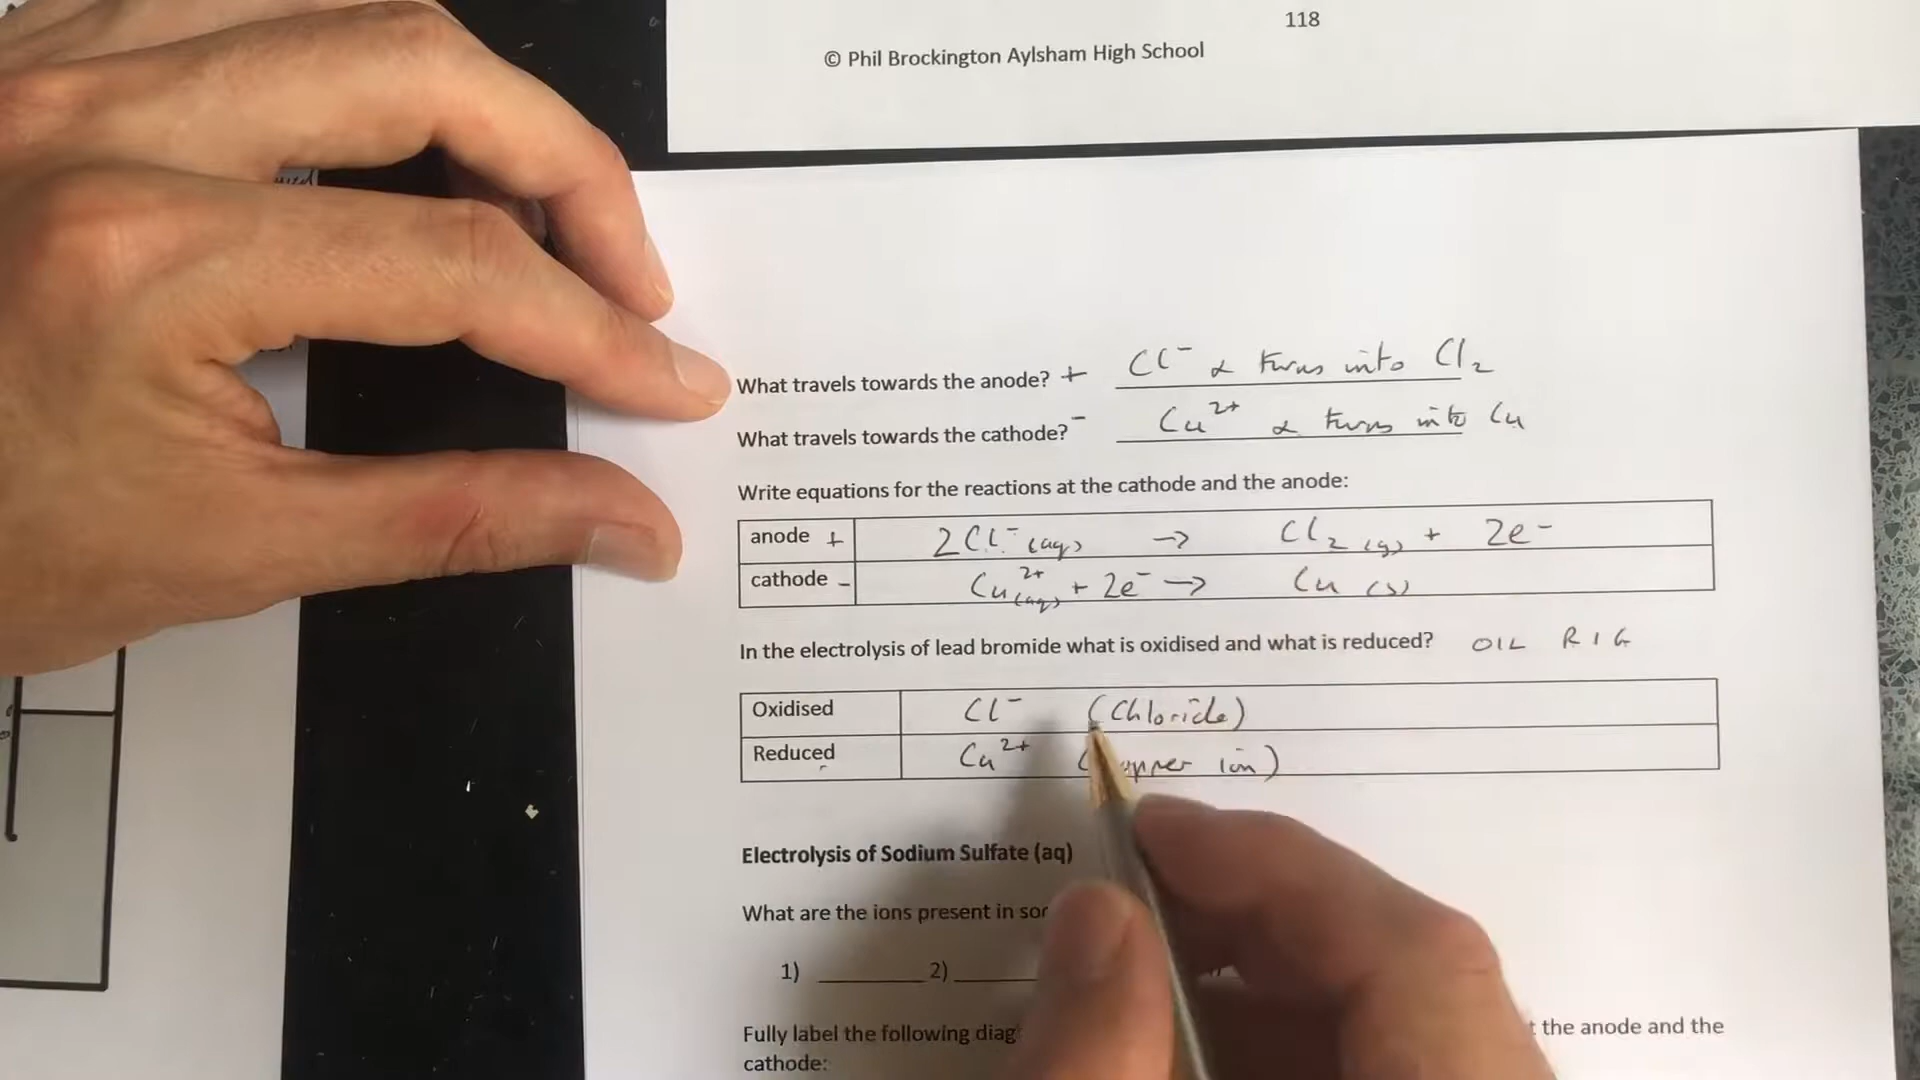 118
© Phil Brockington Aylsham High School
What travels towards the anode? + Cl⁻ & turns into Cl₂
What travels towards the cathode? ⁻ Cu²⁺ & turns into Cu
Write equations for the reactions at the cathode and the anode:
anode + 2Cl⁻(aq) → Cl₂(g) + 2e⁻
cathode − Cu²⁺(aq) + 2e⁻ → Cu(s)
In the electrolysis of lead bromide what is oxidised and what is reduced? OIL RIG
Oxidised Cl⁻ (Chloride)
Reduced Cu²⁺ ion)
Electrolysis of Sodium Sulfate (aq)
What are the ions present in
1) ________ 2) ________
Fully label the following the anode and the
cathode: